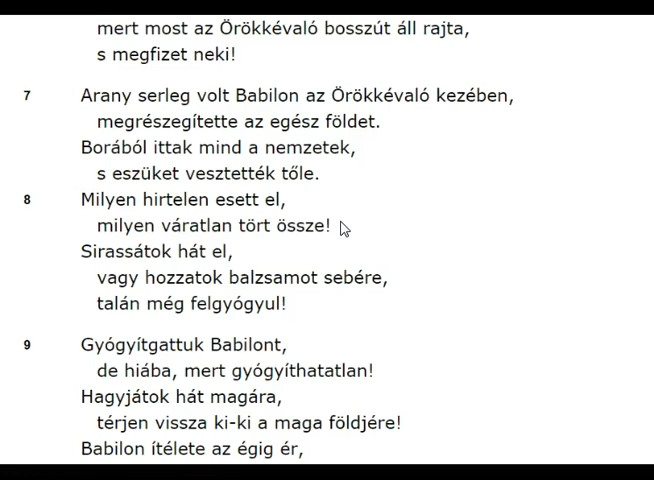 mert most az Örökkévaló bosszút áll rajta,
s megfizet neki!
7 Arany serleg volt Babilon az Örökkévaló kezében,
megrészegítette az egész földet.
Borából ittak mind a nemzetek,
s eszüket vesztették tőle.
8 Milyen hirtelen esett el,
milyen váratlan tört össze!
Sirassátok hát el,
vagy hozzatok balzsamot sebére,
talán még felgyógyul!
9 Gyógyítgattuk Babilont,
de hiába, mert gyógyíthatatlan!
Hagyjátok hát magára,
térjen vissza ki-ki a maga földjére!
Babilon ítélete az égig ér,